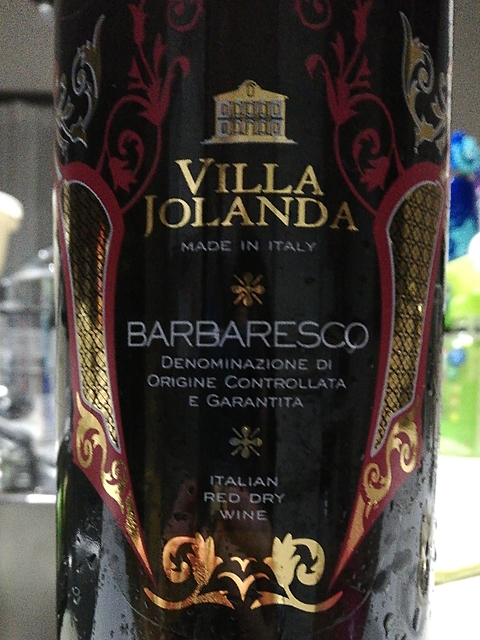 VILLA
JOLANDA
MADE IN ITALY
BARBARESCO
DENOMINAZIONE DI
ORIGINE CONTROLLATA
E GARANTITA
ITALIAN
RED DRY
WINE